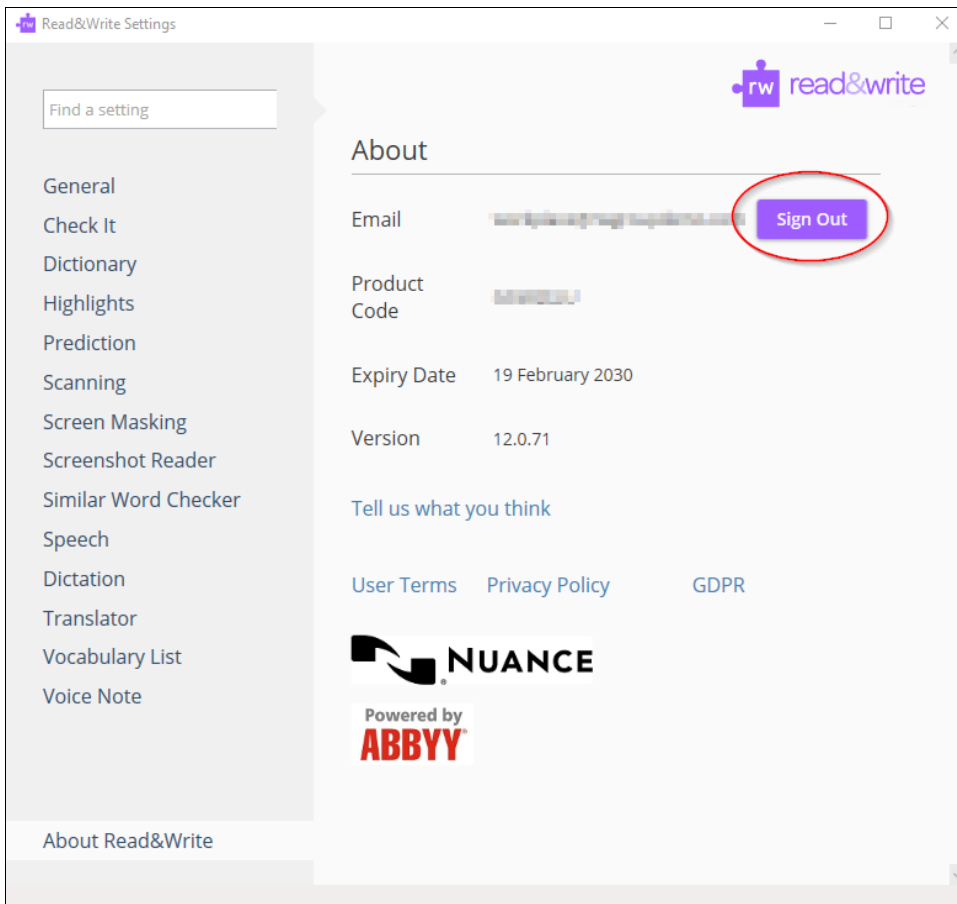 rw Read&Write Settings
rw read&write
Find a setting
General
Check It
Dictionary
Highlights
Prediction
Scanning
Screen Masking
Screenshot Reader
Similar Word Checker
Speech
Dictation
Translator
Vocabulary List
Voice Note
About Read&Write
About
Email Sign Out
Product
Code
Expiry Date 19 February 2030
Version 12.0.71
Tell us what you think
User Terms Privacy Policy GDPR
NUANCE®
Powered by
ABBYY®